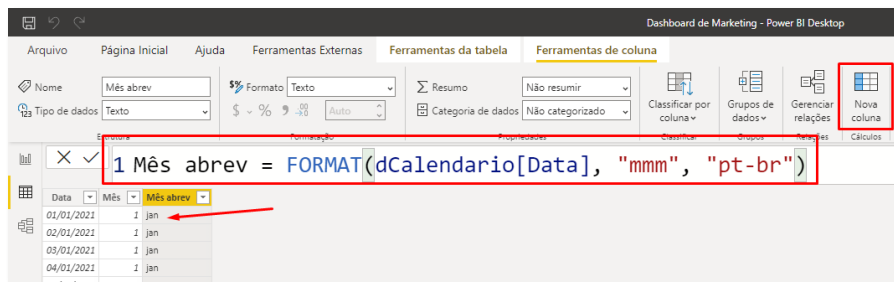 Dashboard de Marketing - Power BI Desktop
Arquivo Página Inicial Ajuda Ferramentas Externas Ferramentas da tabela Ferramentas de coluna
Nome Mês abrev $% Formato Texto Resumo Não resumir Classificar por coluna Grupos de dados Gerenciar relações Nova coluna
123 Tipo de dados Texto $ % Auto Categoria de dados Não categorizado
Estrutura Formatação Propriedades Classificar Grupos Relações Cálculos
1 Mês abrev = FORMAT(dCalendario[Data], "mmm", "pt-br")
Data Mês Mês abrev
01/01/2021 1 jan
02/01/2021 1 jan
03/01/2021 1 jan
04/01/2021 1 jan